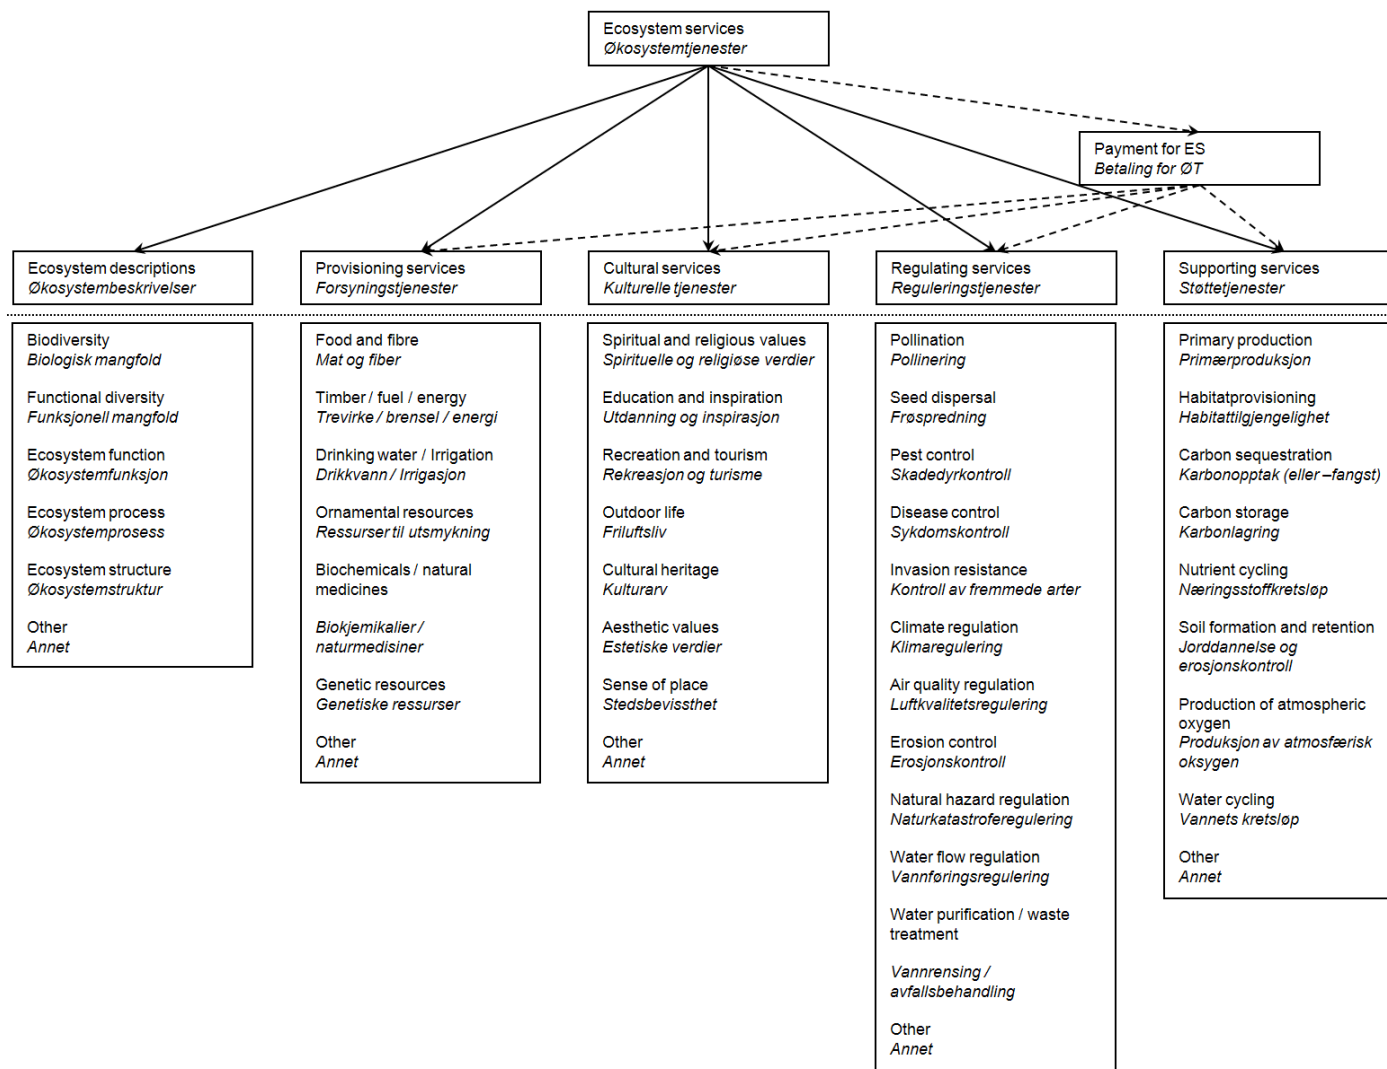 Ecosystem services
Økosystemtjenester
Payment for ES
Betaling for ØT
Ecosystem descriptions
Økosystembeskrivelser
Provisioning services
Forsyningstjenester
Cultural services
Kulturelle tjenester
Regulating services
Reguleringstjenester
Supporting services
Støttetjenester
Biodiversity
Biologisk mangfold
Functional diversity
Funksjonell mangfold
Ecosystem function
Økosystemfunksjon
Ecosystem process
Økosystemprosess
Ecosystem structure
Økosystemstruktur
Other
Annet
Food and fibre
Mat og fiber
Timber / fuel / energy
Trevirke / brensel / energi
Drinking water / Irrigation
Drikkvann / Irrigasjon
Ornamental resources
Ressurser til utsmykning
Biochemicals / natural
medicines
Biokjemikalier /
naturmedisiner
Genetic resources
Genetiske ressurser
Other
Annet
Spiritual and religious values
Spirituelle og religiøse verdier
Education and inspiration
Utdanning og inspirasjon
Recreation and tourism
Rekreasjon og turisme
Outdoor life
Friluftsliv
Cultural heritage
Kulturarv
Aesthetic values
Estetiske verdier
Sense of place
Stedsbevissthet
Other
Annet
Pollination
Pollinering
Seed dispersal
Frøspredning
Pest control
Skadedyrkontroll
Disease control
Sykdomskontroll
Invasion resistance
Kontroll av fremmede arter
Climate regulation
Klimaregulering
Air quality regulation
Luftkvalitetsregulering
Erosion control
Erosjonskontroll
Natural hazard regulation
Naturkatastroferegulering
Water flow regulation
Vannføringsregulering
Water purification / waste
treatment
Vannrensing /
avfallsbehandling
Other
Annet
Primary production
Primærproduksjon
Habitatprovisioning
Habitattilgjengelighet
Carbon sequestration
Karbonopptak (eller –fangst)
Carbon storage
Karbonlagring
Nutrient cycling
Næringsstoffkretsløp
Soil formation and retention
Jorddannelse og
erosjonskontroll
Production of atmospheric
oxygen
Produksjon av atmosfærisk
oksygen
Water cycling
Vannets kretsløp
Other
Annet